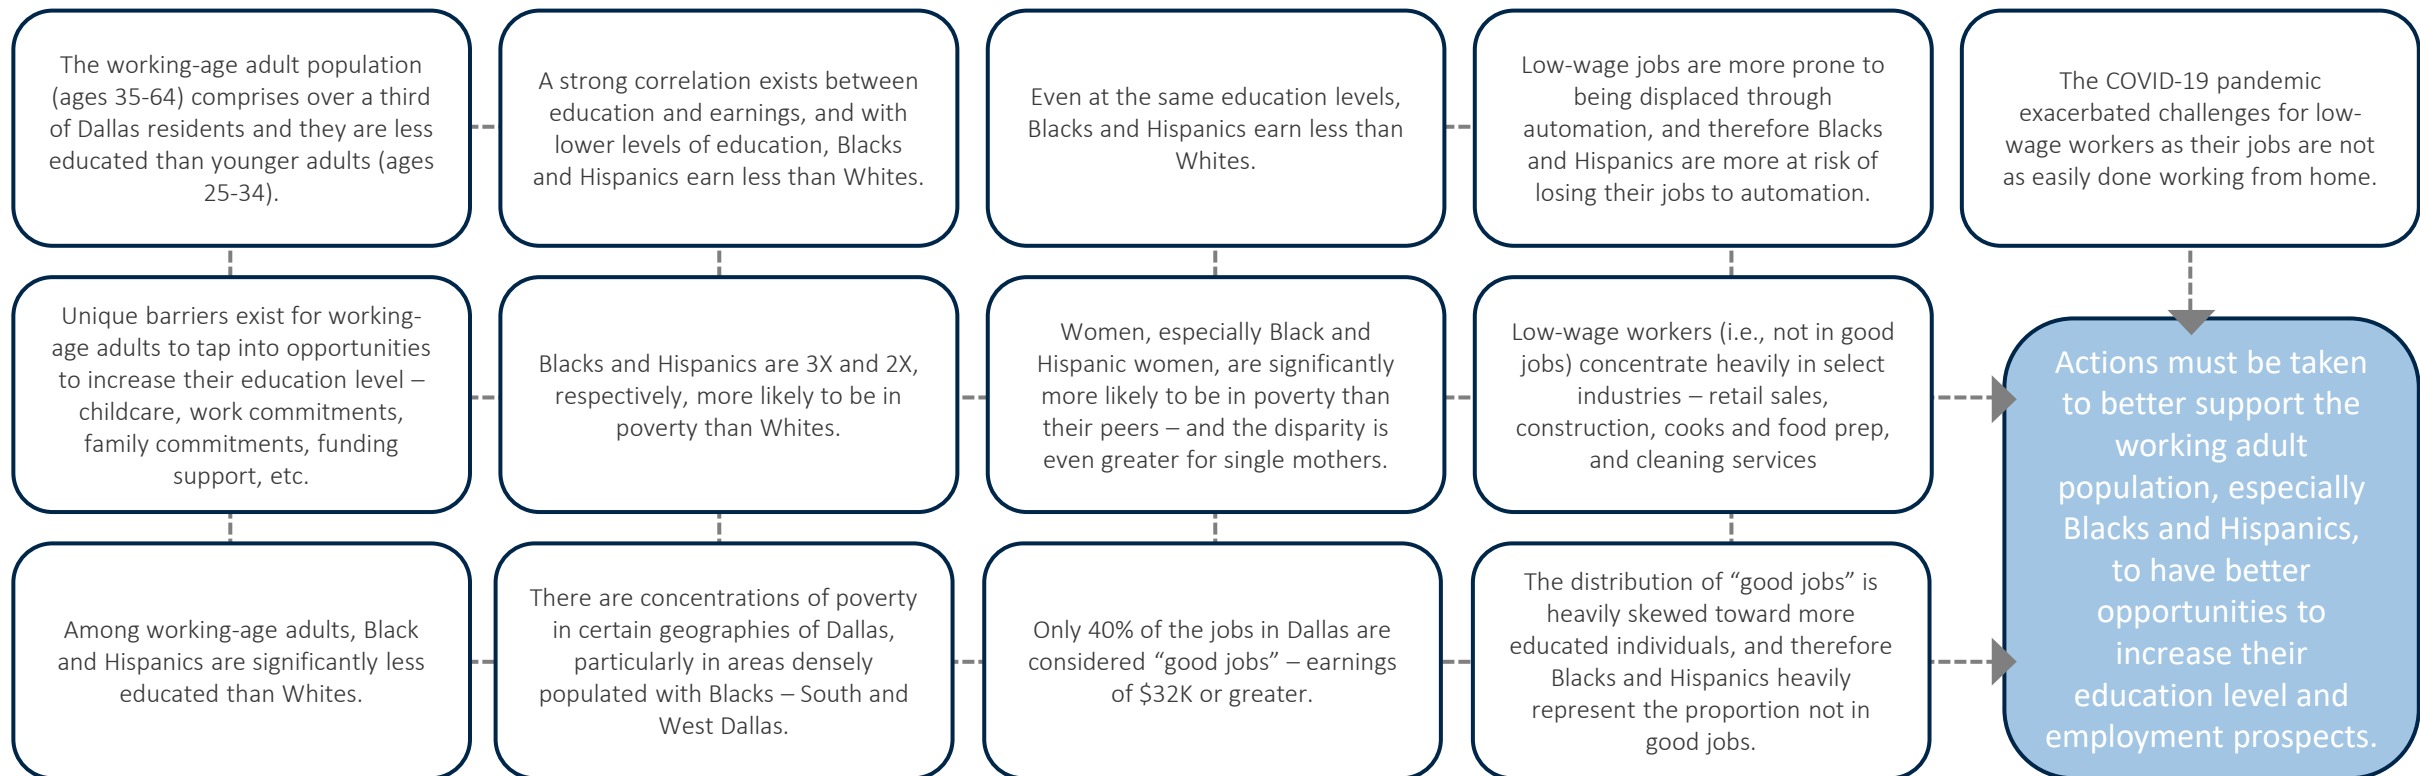 The working-age adult population
(ages 35-64) comprises over a third
of Dallas residents and they are less
educated than younger adults (ages
25-34).
A strong correlation exists between
education and earnings, and with
lower levels of education, Blacks
and Hispanics earn less than Whites.
Even at the same education levels,
Blacks and Hispanics earn less than
Whites.
Low-wage jobs are more prone to
being displaced through
automation, and therefore Blacks
and Hispanics are more at risk of
losing their jobs to automation.
The COVID-19 pandemic
exacerbated challenges for low-
wage workers as their jobs are not
as easily done working from home.
Unique barriers exist for working-
age adults to tap into opportunities
to increase their education level –
childcare, work commitments,
family commitments, funding
support, etc.
Blacks and Hispanics are 3X and 2X,
respectively, more likely to be in
poverty than Whites.
Women, especially Black and
Hispanic women, are significantly
more likely to be in poverty than
their peers – and the disparity is
even greater for single mothers.
Low-wage workers (i.e., not in good
jobs) concentrate heavily in select
industries – retail sales,
construction, cooks and food prep,
and cleaning services
Actions must be taken
to better support the
working adult
population, especially
Blacks and Hispanics,
to have better
opportunities to
increase their
education level and
employment prospects.
Among working-age adults, Black
and Hispanics are significantly less
educated than Whites.
There are concentrations of poverty
in certain geographies of Dallas,
particularly in areas densely
populated with Blacks – South and
West Dallas.
Only 40% of the jobs in Dallas are
considered “good jobs” – earnings
of $32K or greater.
The distribution of “good jobs” is
heavily skewed toward more
educated individuals, and therefore
Blacks and Hispanics heavily
represent the proportion not in
good jobs.